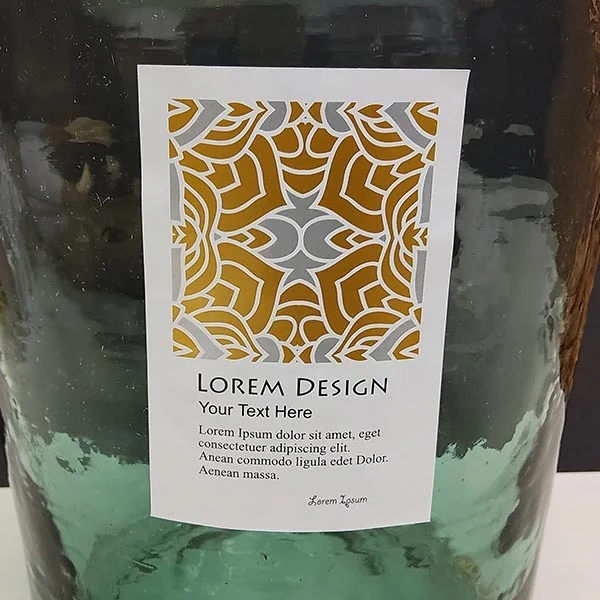 LOREM DESIGN
Your Text Here
Lorem Ipsum dolor sit amet, eget
consectetuer adipiscing elit.
Anean commodo ligula edet Dolor.
Aenean massa.
Lorem Ipsum